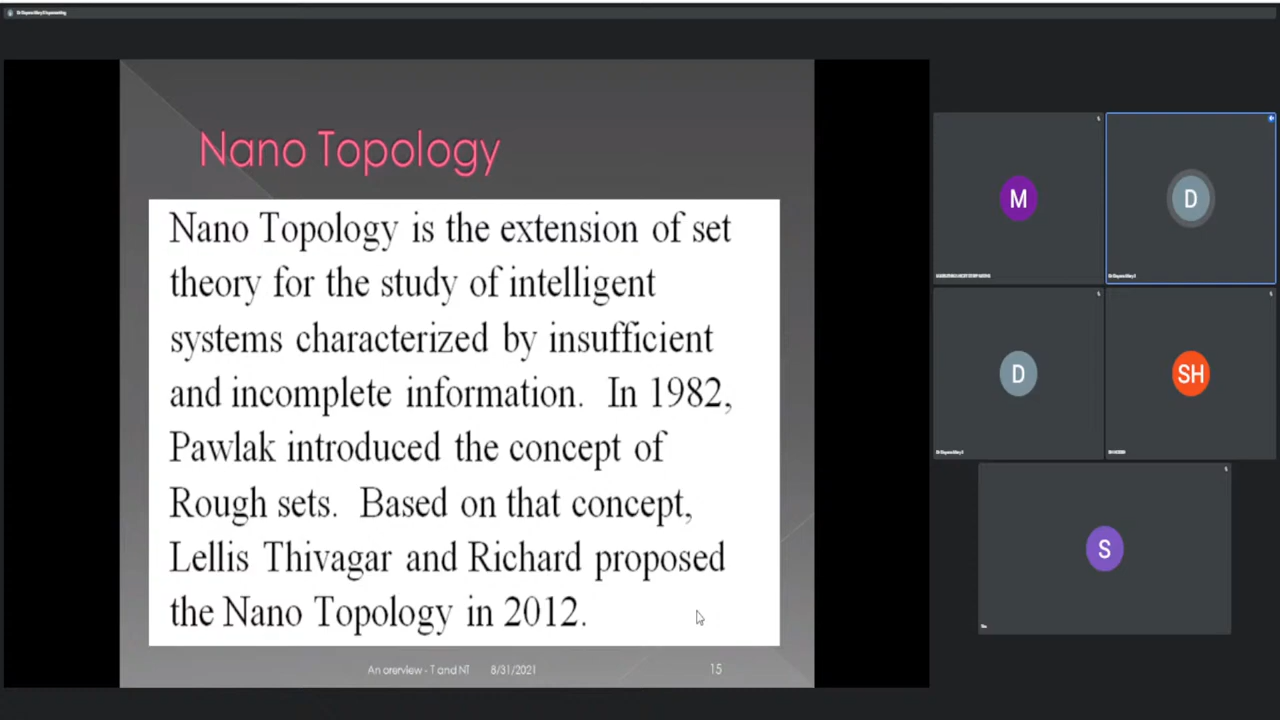 Nano Topology
Nano Topology is the extension of set
theory for the study of intelligent
systems characterized by insufficient
and incomplete information. In 1982,
Pawlak introduced the concept of
Rough sets. Based on that concept,
Lellis Thivagar and Richard proposed
the Nano Topology in 2012.
An orerview - T and NT 8/31/2021 15
M
D
D
SH
S